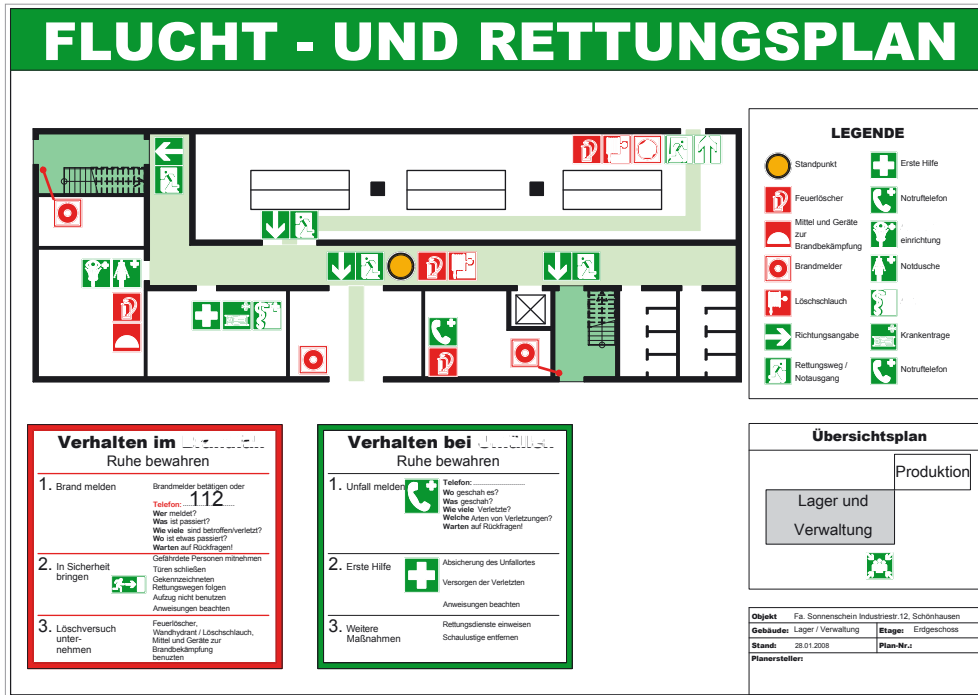 FLUCHT - UND RETTUNGSPLAN
LEGENDE
Standpunkt
Erste Hilfe
Feuerlöscher
Notruftelefon
Mittel und Geräte
zur
Brandbekämpfung
einrichtung
Brandmelder
Notdusche
Löschschlauch
Richtungsangabe
Krankentrage
Rettungsweg /
Notausgang
Notruftelefon
Verhalten im
Ruhe bewahren
1. Brand melden
Brandmelder betätigen oder
Telefon:......112......
Wer meldet?
Was ist passiert?
Wie viele sind betroffen/verletzt?
Wo ist etwas passiert?
Warten auf Rückfragen!
2. In Sicherheit
bringen
Gefährdete Personen mitnehmen
Türen schließen
Gekennzeichneten
Rettungswegen folgen
Aufzug nicht benutzen
Anweisungen beachten
3. Löschversuch
unter-
nehmen
Feuerlöscher,
Wandhydrant / Löschschlauch,
Mittel und Geräte zur
Brandbekämpfung
benuzten
Verhalten bei
Ruhe bewahren
1. Unfall melden
Telefon:..............................
Wo geschah es?
Was geschah?
Wie viele Verletzte?
Welche Arten von Verletzungen?
Warten auf Rückfragen!
2. Erste Hilfe
Absicherung des Unfallortes
Versorgen der Verletzten
Anweisungen beachten
3. Weitere
Maßnahmen
Rettungsdienste einweisen
Schaulustige entfernen
Übersichtsplan
Produktion
Lager und
Verwaltung
Objekt Fa. Sonnenschein Industriestr.12, Schönhausen
Gebäude: Lager / Verwaltung Etage: Erdgeschoss
Stand: 28.01.2008 Plan-Nr.:
Planersteller: